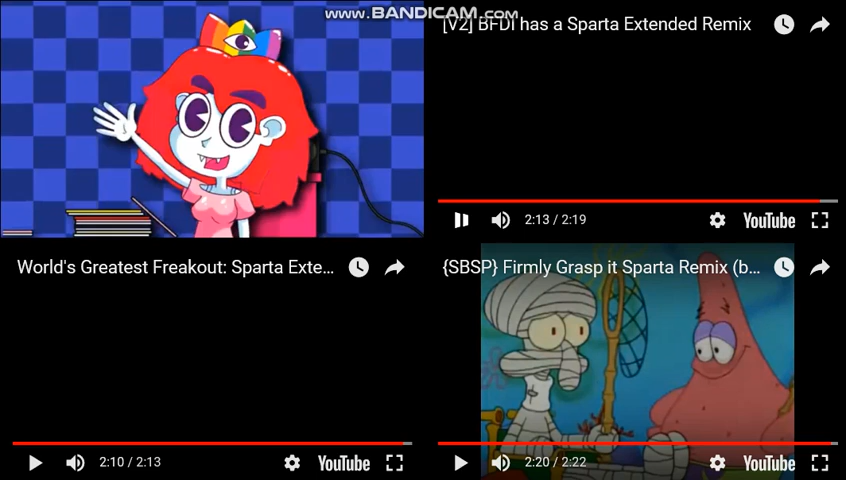 www.BANDICAM.com
[V2] BFDI has a Sparta Extended Remix
2:13 / 2:19
YouTube
World's Greatest Freakout: Sparta Exte...
{SBSP} Firmly Grasp it Sparta Remix (b...
2:10 / 2:13
YouTube
2:20 / 2:22
YouTube